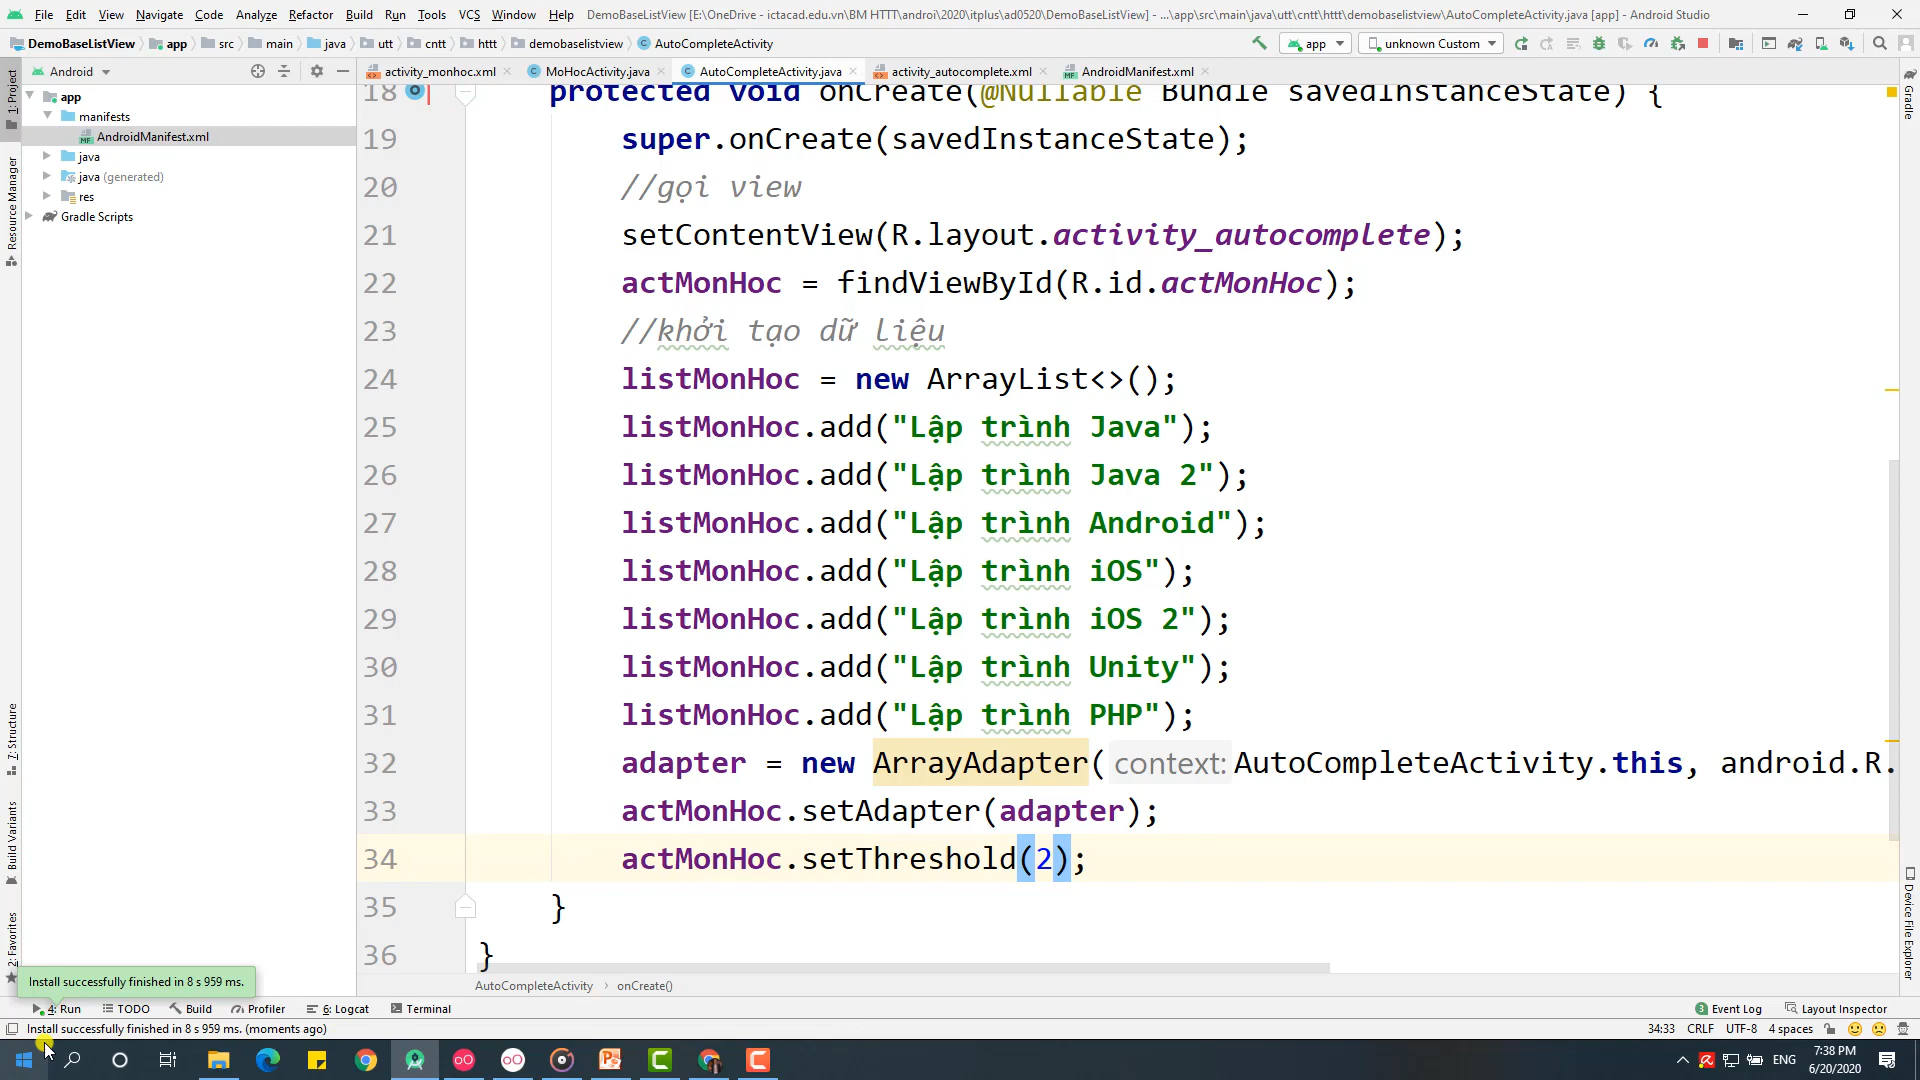 File Edit View Navigate Code Analyze Refactor Build Run Tools VCS Window Help DemoBaseListView [E:\OneDrive - ictacad.edu.vn\BM HTTT\androi\2020\itplus\ad0520\DemoBaseListView] - ...\app\src\main\java\utt\cntt\httt\demobaselistview\AutoCompleteActivity.java [app] - Android Studio
DemoBaseListView app src main java utt cntt httt demobaselistview AutoCompleteActivity app unknown Custom
Android activity_monhoc.xml MoHocActivity.java AutoCompleteActivity.java activity_autocomplete.xml AndroidManifest.xml
1: Project
Resource Manager
7: Structure
Build Variants
2: Favorites
Gradle
Device File Explorer
app
manifests
AndroidManifest.xml
java
java (generated)
res
Gradle Scripts
18 protected void onCreate(@Nullable Bundle savedInstanceState) {
19 super.onCreate(savedInstanceState);
20 //gọi view
21 setContentView(R.layout.activity_autocomplete);
22 actMonHoc = findViewById(R.id.actMonHoc);
23 //khởi tạo dữ liệu
24 listMonHoc = new ArrayList<>();
25 listMonHoc.add("Lập trình Java");
26 listMonHoc.add("Lập trình Java 2");
27 listMonHoc.add("Lập trình Android");
28 listMonHoc.add("Lập trình iOS");
29 listMonHoc.add("Lập trình iOS 2");
30 listMonHoc.add("Lập trình Unity");
31 listMonHoc.add("Lập trình PHP");
32 adapter = new ArrayAdapter( context: AutoCompleteActivity.this, android.R.
33 actMonHoc.setAdapter(adapter);
34 actMonHoc.setThreshold(2);
35 }
36 }
AutoCompleteActivity > onCreate()
Install successfully finished in 8 s 959 ms.
4: Run TODO Build Profiler 6: Logcat Terminal 3 Event Log Layout Inspector
Install successfully finished in 8 s 959 ms. (moments ago) 34:33 CRLF UTF-8 4 spaces
ENG 7:38 PM
6/20/2020